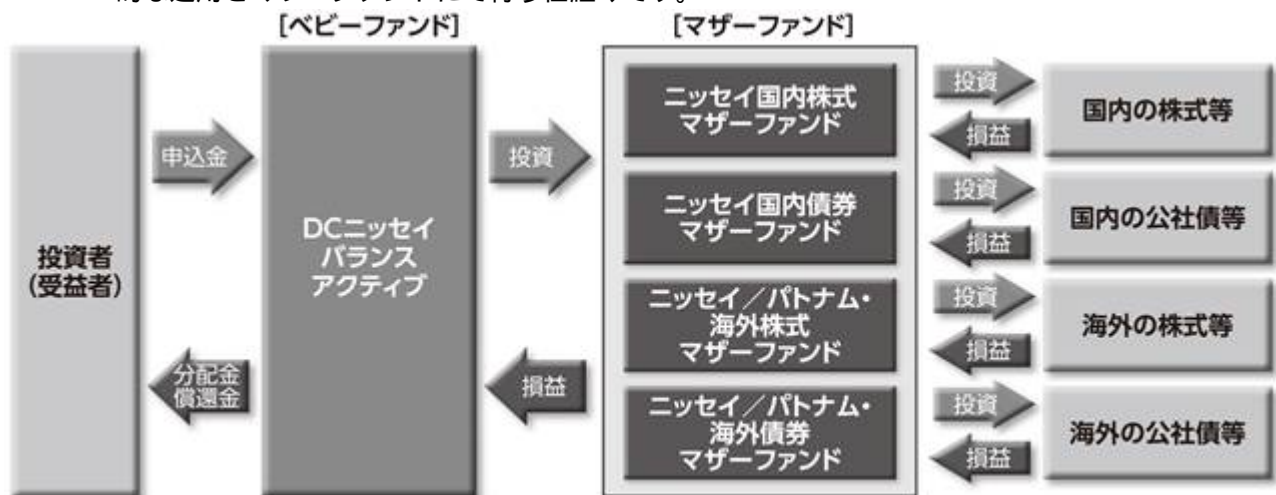 [ベビーファンド]
[マザーファンド]
投資者
(受益者)
申込金
分配金
償還金
DCニッセイ
バランス
アクティブ
投資
損益
ニッセイ国内株式
マザーファンド
投資
損益
国内の株式等
ニッセイ国内債券
マザーファンド
投資
損益
国内の公社債等
ニッセイ/パトナム・
海外株式
マザーファンド
投資
損益
海外の株式等
ニッセイ/パトナム・
海外債券
マザーファンド
投資
損益
海外の公社債等